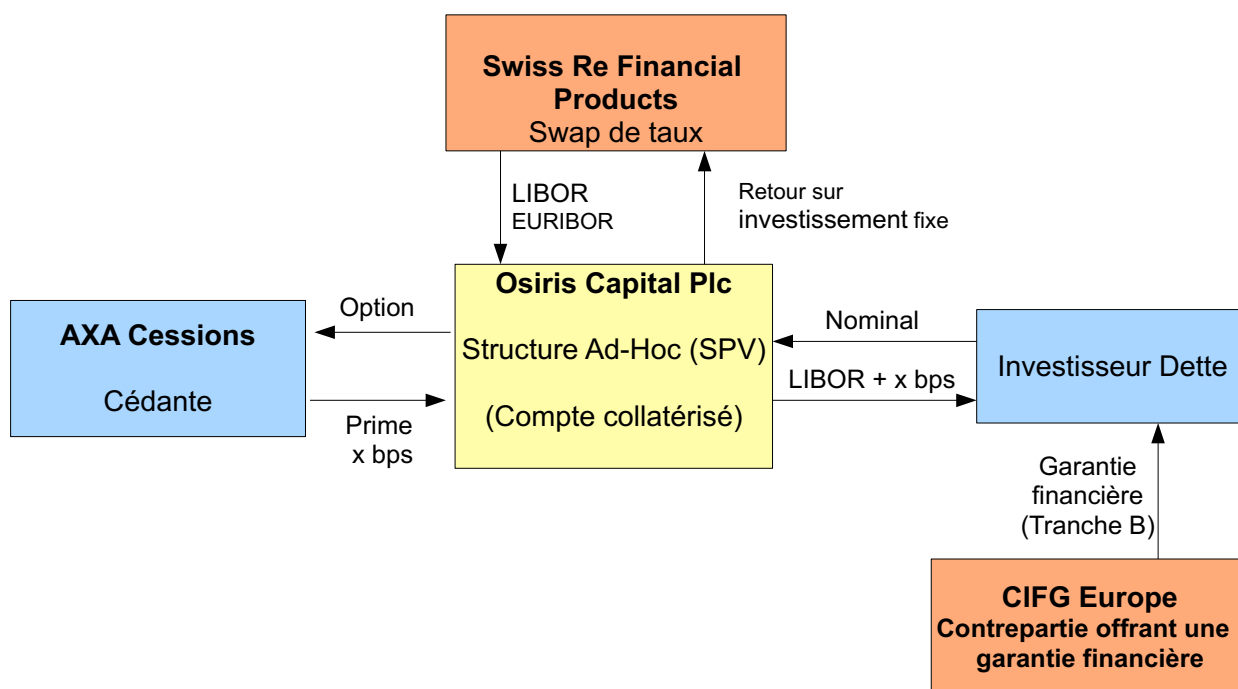 Swiss Re Financial
Products
Swap de taux
LIBOR
EURIBOR
Retour sur
investissement fixe
Osiris Capital Plc
Structure Ad-Hoc (SPV)
(Compte collatérisé)
AXA Cessions
Cédante
Option
Prime
x bps
Nominal
LIBOR + x bps
Investisseur Dette
Garantie
financière
(Tranche B)
CIFG Europe
Contrepartie offrant une
garantie financière